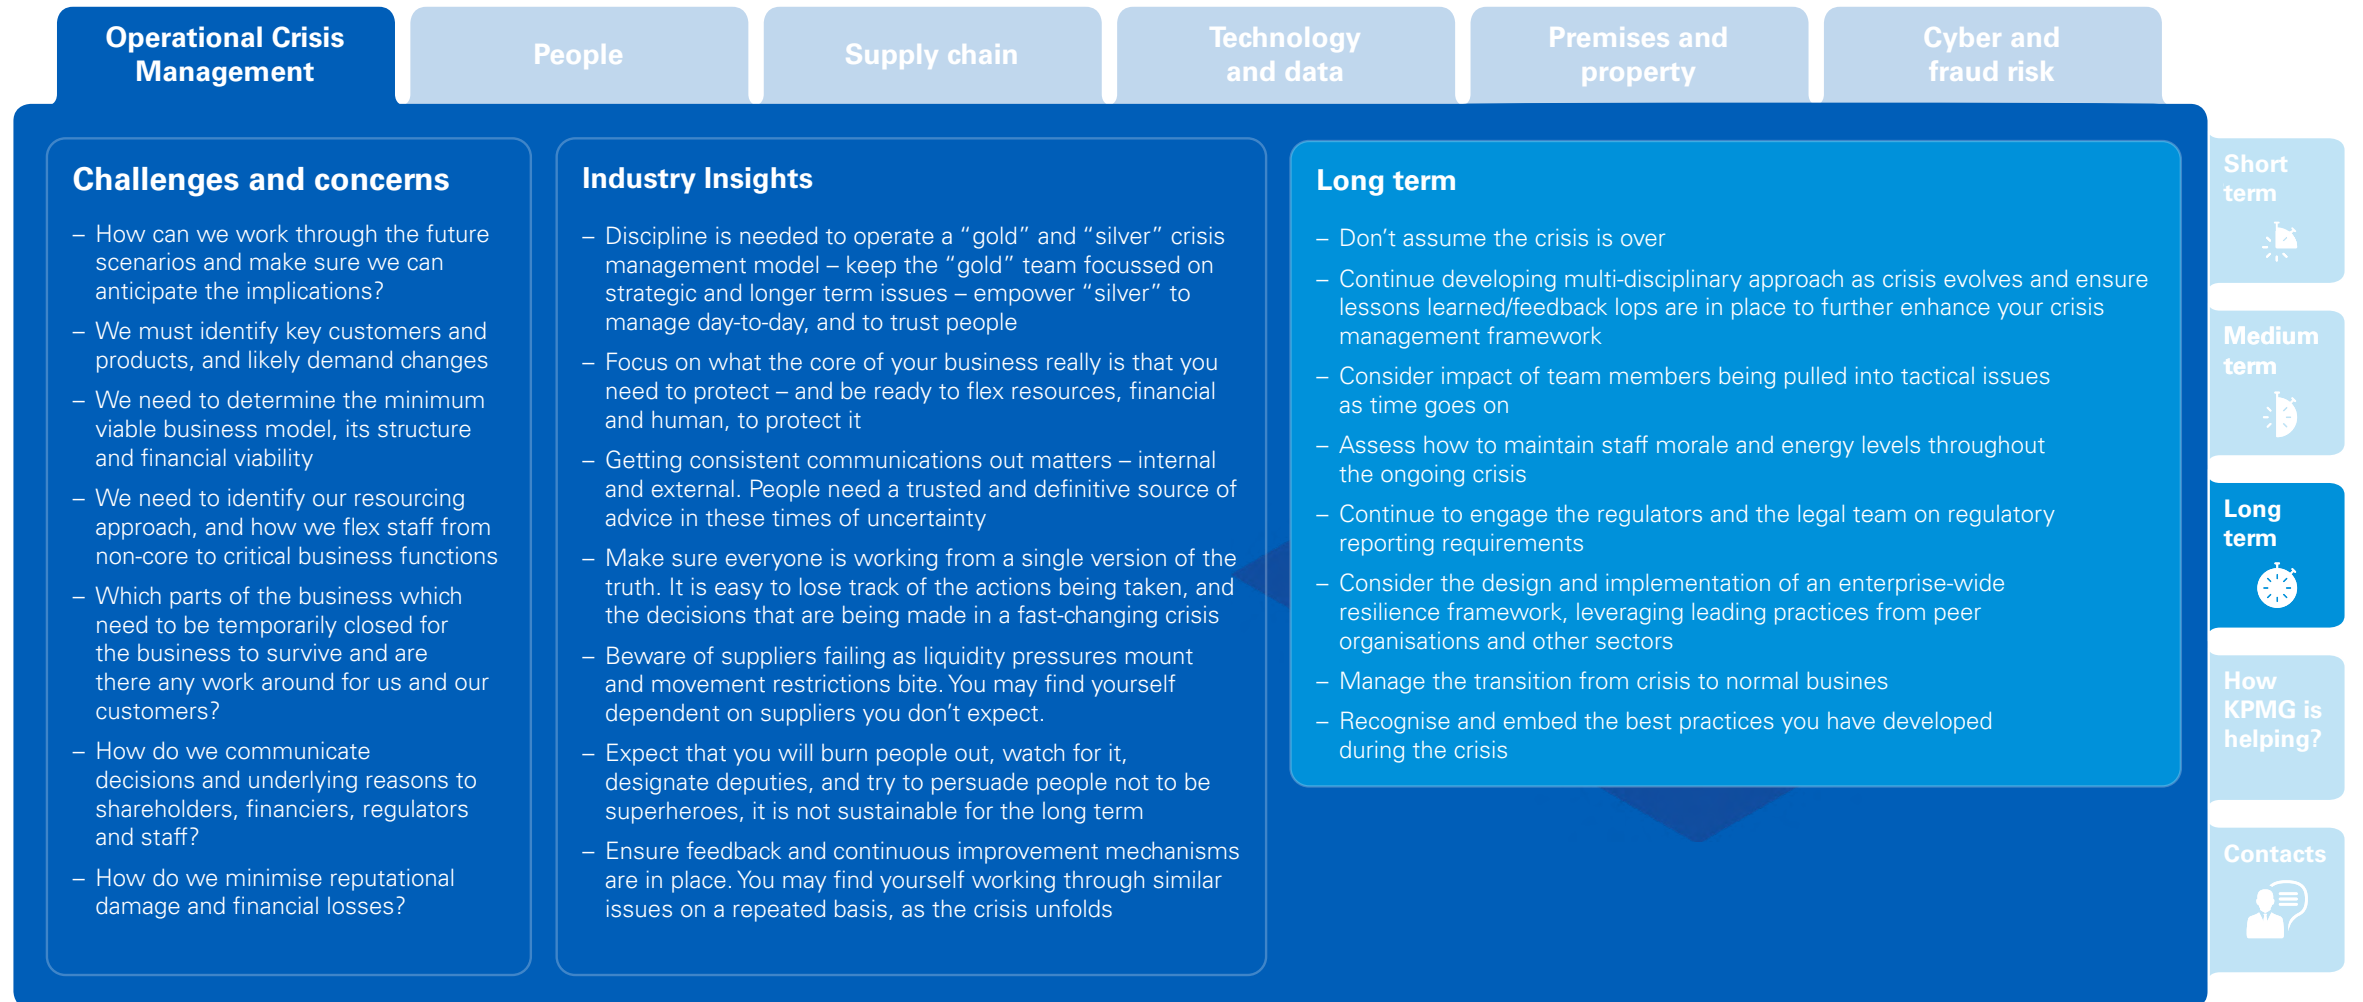 Operational Crisis
Management
People
Supply chain
Technology
and data
Premises and
property
Cyber and
fraud risk
Challenges and concerns
– How can we work through the future
scenarios and make sure we can
anticipate the implications?
– We must identify key customers and
products, and likely demand changes
– We need to determine the minimum
viable business model, its structure
and financial viability
– We need to identify our resourcing
approach, and how we flex staff from
non-core to critical business functions
– Which parts of the business which
need to be temporarily closed for
the business to survive and are
there any work around for us and our
customers?
– How do we communicate
decisions and underlying reasons to
shareholders, financiers, regulators
and staff?
– How do we minimise reputational
damage and financial losses?
Industry Insights
– Discipline is needed to operate a “gold” and “silver” crisis
management model – keep the “gold” team focussed on
strategic and longer term issues – empower “silver” to
manage day-to-day, and to trust people
– Focus on what the core of your business really is that you
need to protect – and be ready to flex resources, financial
and human, to protect it
– Getting consistent communications out matters – internal
and external. People need a trusted and definitive source of
advice in these times of uncertainty
– Make sure everyone is working from a single version of the
truth. It is easy to lose track of the actions being taken, and
the decisions that are being made in a fast-changing crisis
– Beware of suppliers failing as liquidity pressures mount
and movement restrictions bite. You may find yourself
dependent on suppliers you don’t expect.
– Expect that you will burn people out, watch for it,
designate deputies, and try to persuade people not to be
superheroes, it is not sustainable for the long term
– Ensure feedback and continuous improvement mechanisms
are in place. You may find yourself working through similar
issues on a repeated basis, as the crisis unfolds
Long term
– Don’t assume the crisis is over
– Continue developing multi-disciplinary approach as crisis evolves and ensure
lessons learned/feedback lops are in place to further enhance your crisis
management framework
– Consider impact of team members being pulled into tactical issues
as time goes on
– Assess how to maintain staff morale and energy levels throughout
the ongoing crisis
– Continue to engage the regulators and the legal team on regulatory
reporting requirements
– Consider the design and implementation of an enterprise-wide
resilience framework, leveraging leading practices from peer
organisations and other sectors
– Manage the transition from crisis to normal busines
– Recognise and embed the best practices you have developed
during the crisis
Short
term
Medium
term
Long
term
How
KPMG is
helping?
Contacts